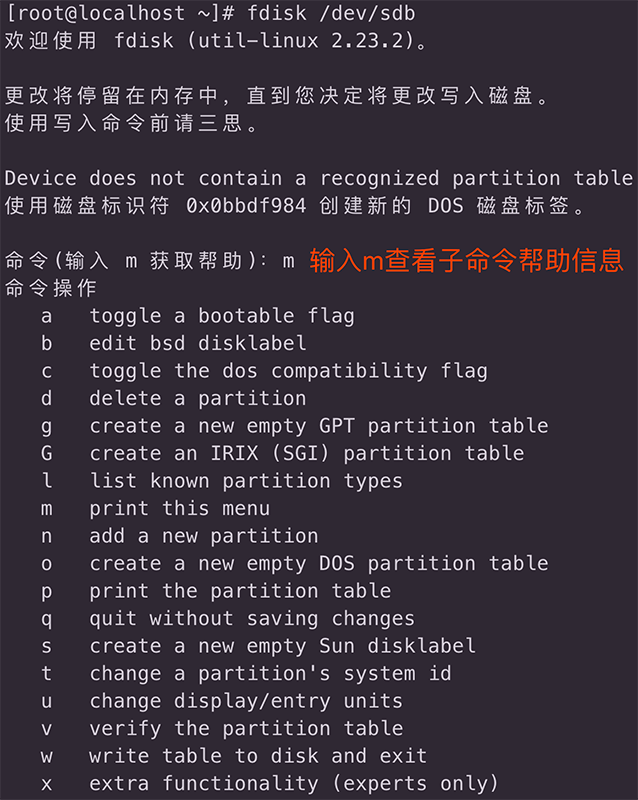 [root@localhost ~]# fdisk /dev/sdb
欢迎使用 fdisk (util-linux 2.23.2)。
更改将停留在内存中，直到您决定将更改写入磁盘。
使用写入命令前请三思。
Device does not contain a recognized partition table
使用磁盘标识符 0x0bbdf984 创建新的 DOS 磁盘标签。
命令(输入 m 获取帮助)：m 输入m查看子命令帮助信息
命令操作
a   toggle a bootable flag
b   edit bsd disklabel
c   toggle the dos compatibility flag
d   delete a partition
g   create a new empty GPT partition table
G   create an IRIX (SGI) partition table
l   list known partition types
m   print this menu
n   add a new partition
o   create a new empty DOS partition table
p   print the partition table
q   quit without saving changes
s   create a new empty Sun disklabel
t   change a partition's system id
u   change display/entry units
v   verify the partition table
w   write table to disk and exit
x   extra functionality (experts only)